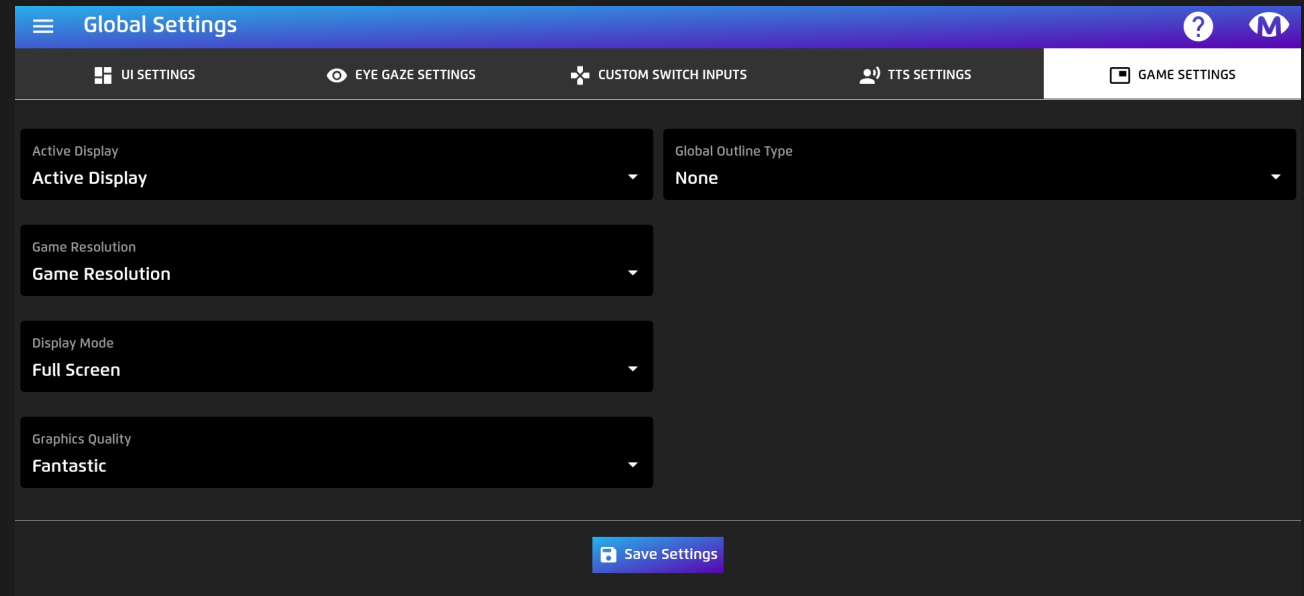 Global Settings
?
M
UI SETTINGS
EYE GAZE SETTINGS
CUSTOM SWITCH INPUTS
TTS SETTINGS
GAME SETTINGS
Active Display
Active Display
Global Outline Type
None
Game Resolution
Game Resolution
Display Mode
Full Screen
Graphics Quality
Fantastic
Save Settings